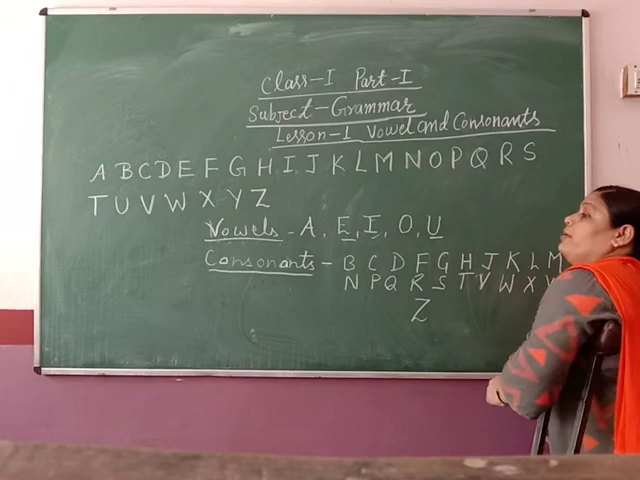 Class-I Part-I
Subject-Grammar
Lesson-1 Vowel and Consonants
A B C D E F G H I J K L M N O P Q R S
T U V W X Y Z
Vowels - A, E, I, O, U
Consonants - B C D F G H J K L M
N P Q R S T V W X Y
Z